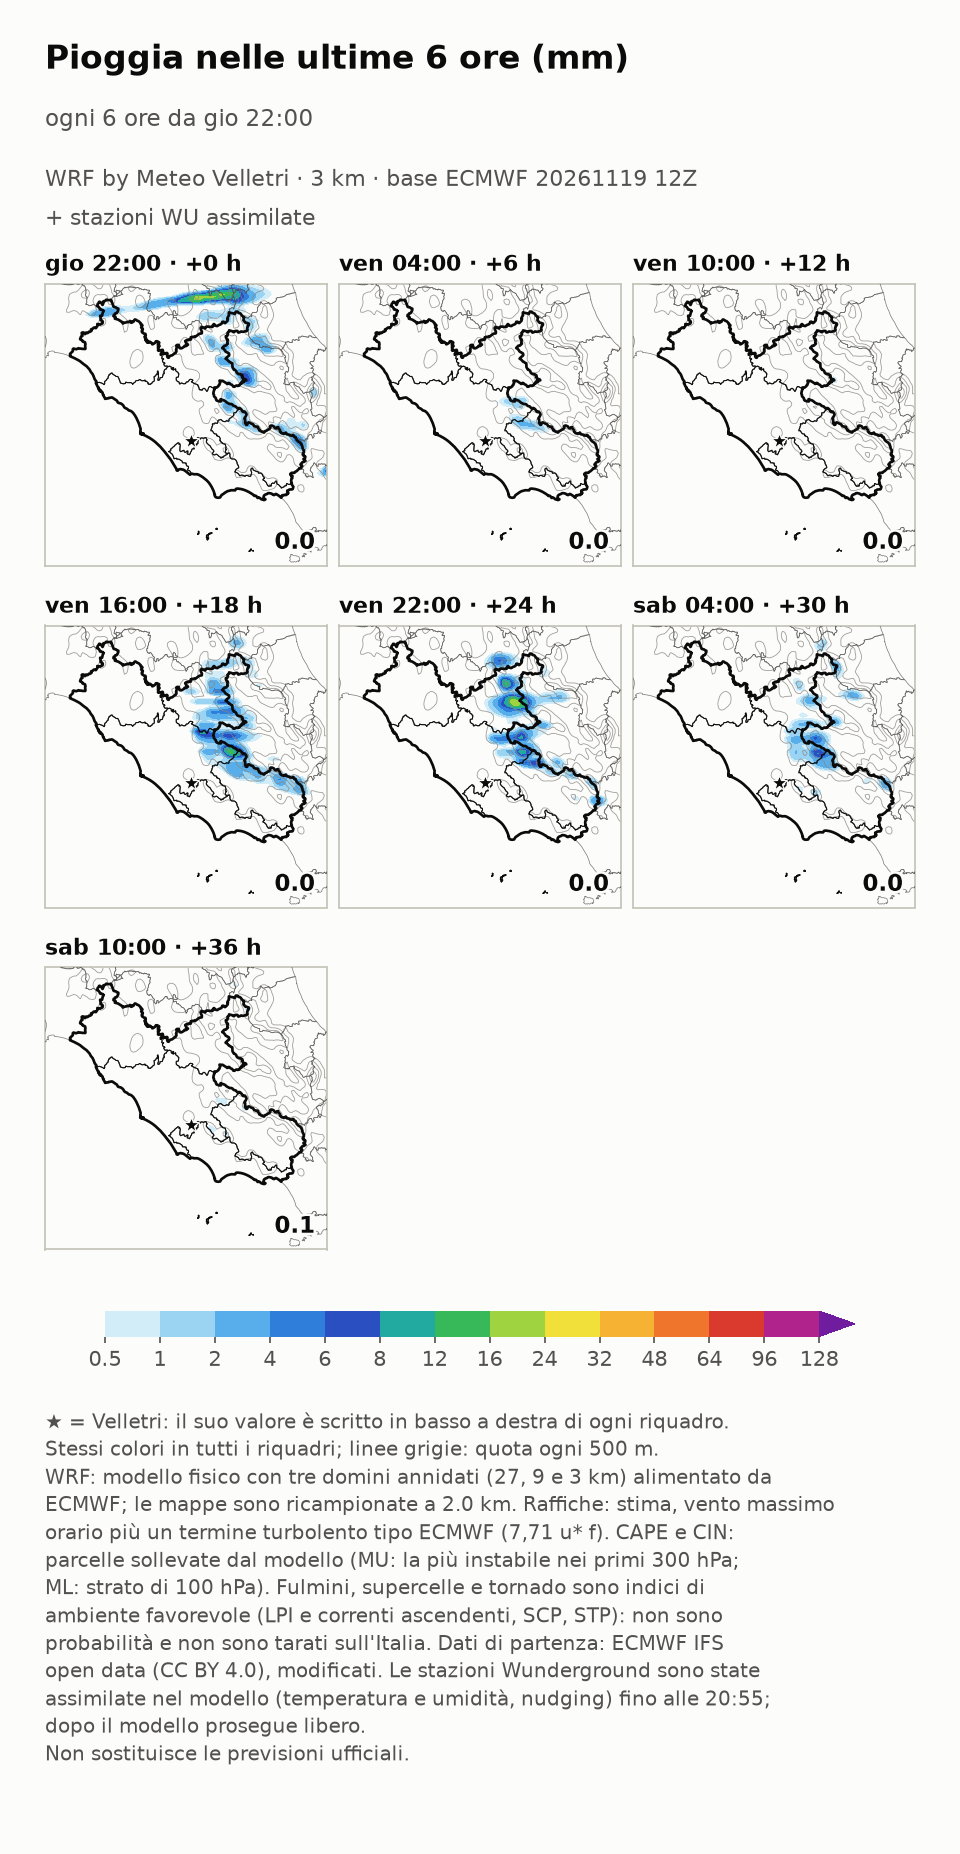 Pioggia nelle ultime 6 ore (mm)
ogni 6 ore da gio 22:00
WRF by Meteo Velletri · 3 km · base ECMWF 20261119 12Z
+ stazioni WU assimilate
gio 22:00 · +0 h
ven 04:00 · +6 h
ven 10:00 · +12 h
0.0
0.0
0.0
ven 16:00 · +18 h
ven 22:00 · +24 h
sab 04:00 · +30 h
0.0
0.0
0.0
sab 10:00 · +36 h
0.1
0.5 1 2 4 6 8 12 16 24 32 48 64 96 128
★ = Velletri: il suo valore è scritto in basso a destra di ogni riquadro.
Stessi colori in tutti i riquadri; linee grigie: quota ogni 500 m.
WRF: modello fisico con tre domini annidati (27, 9 e 3 km) alimentato da
ECMWF; le mappe sono ricampionate a 2.0 km. Raffiche: stima, vento massimo
orario più un termine turbolento tipo ECMWF (7,71 u* f). CAPE e CIN:
parcelle sollevate dal modello (MU: la più instabile nei primi 300 hPa;
ML: strato di 100 hPa). Fulmini, supercelle e tornado sono indici di
ambiente favorevole (LPI e correnti ascendenti, SCP, STP): non sono
probabilità e non sono tarati sull'Italia. Dati di partenza: ECMWF IFS
open data (CC BY 4.0), modificati. Le stazioni Wunderground sono state
assimilate nel modello (temperatura e umidità, nudging) fino alle 20:55;
dopo il modello prosegue libero.
Non sostituisce le previsioni ufficiali.